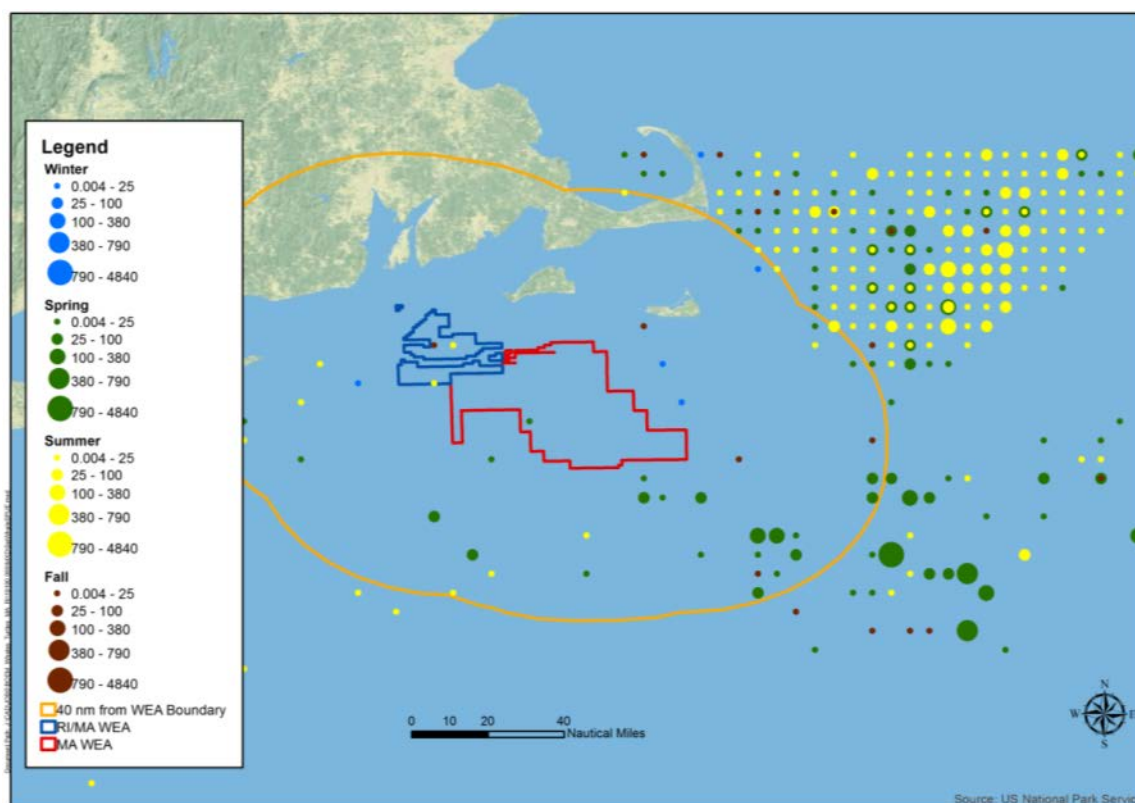 Legend
Winter
0.004 - 25
25 - 100
100 - 380
380 - 790
790 - 4840
Spring
0.004 - 25
25 - 100
100 - 380
380 - 790
790 - 4840
Summer
0.004 - 25
25 - 100
100 - 380
380 - 790
790 - 4840
Fall
0.004 - 25
25 - 100
100 - 380
380 - 790
790 - 4840
40 nm from WEA Boundary
RI/MA WEA
MA WEA
0 10 20 40
Nautical Miles
N
W E
S
Source: US National Park Servic